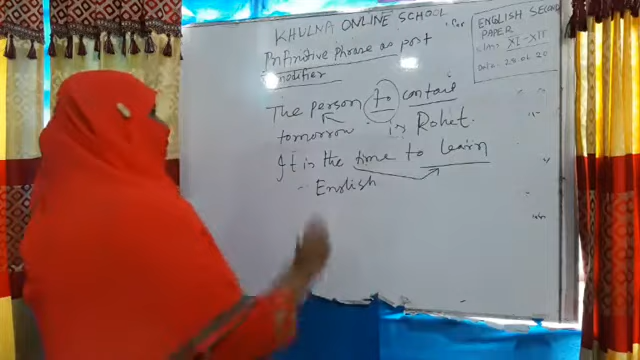 KHULNA ONLINE SCHOOL
ENGLISH SECOND
PAPER
Class: XI-XII
Infinitive phrase as post
modifier
The person to contact
tomorrow is Rohet.
It is the time to learn
English